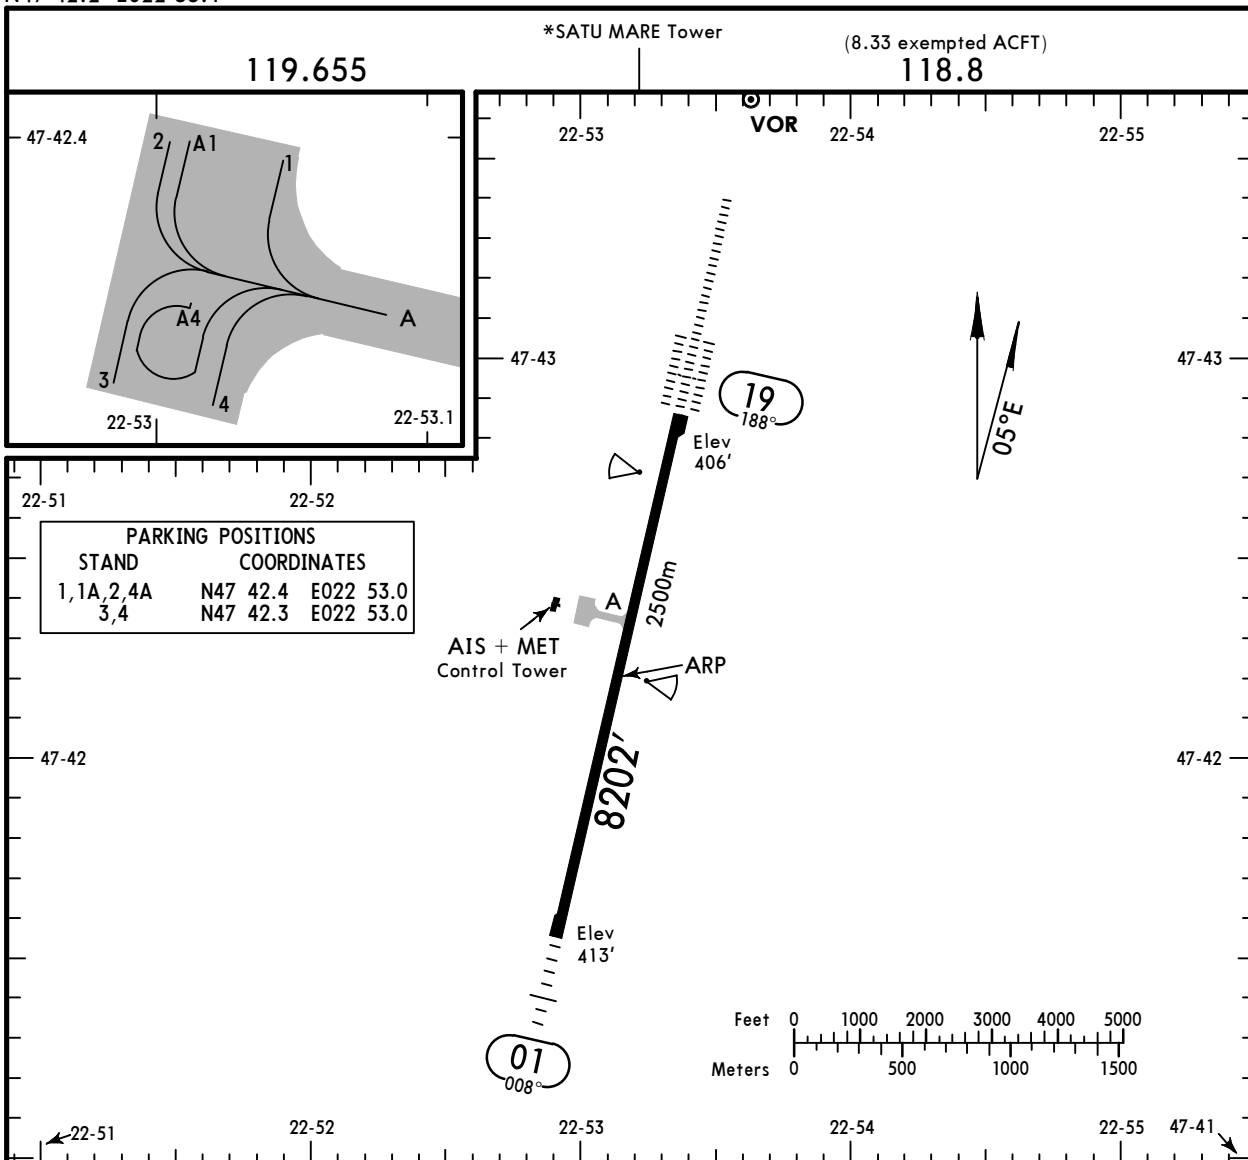 *SATU MARE Tower
(8.33 exempted ACFT)
119.655
118.8
47-42.4
2
A1
1
A
A4
3
4
22-53
22-53.1
VOR
22-53
22-54
22-55
47-43
47-43
19
188°
Elev
406'
05°E
22-51
22-52
PARKING POSITIONS
STAND COORDINATES
1,1A,2,4A N47 42.4 E022 53.0
3,4 N47 42.3 E022 53.0
2500m
A
AIS + MET
Control Tower
ARP
47-42
47-42
8202'
Elev
413'
01
008°
Feet 0 1000 2000 3000 4000 5000
Meters 0 500 1000 1500
22-51
22-52
22-53
22-54
22-55
47-41